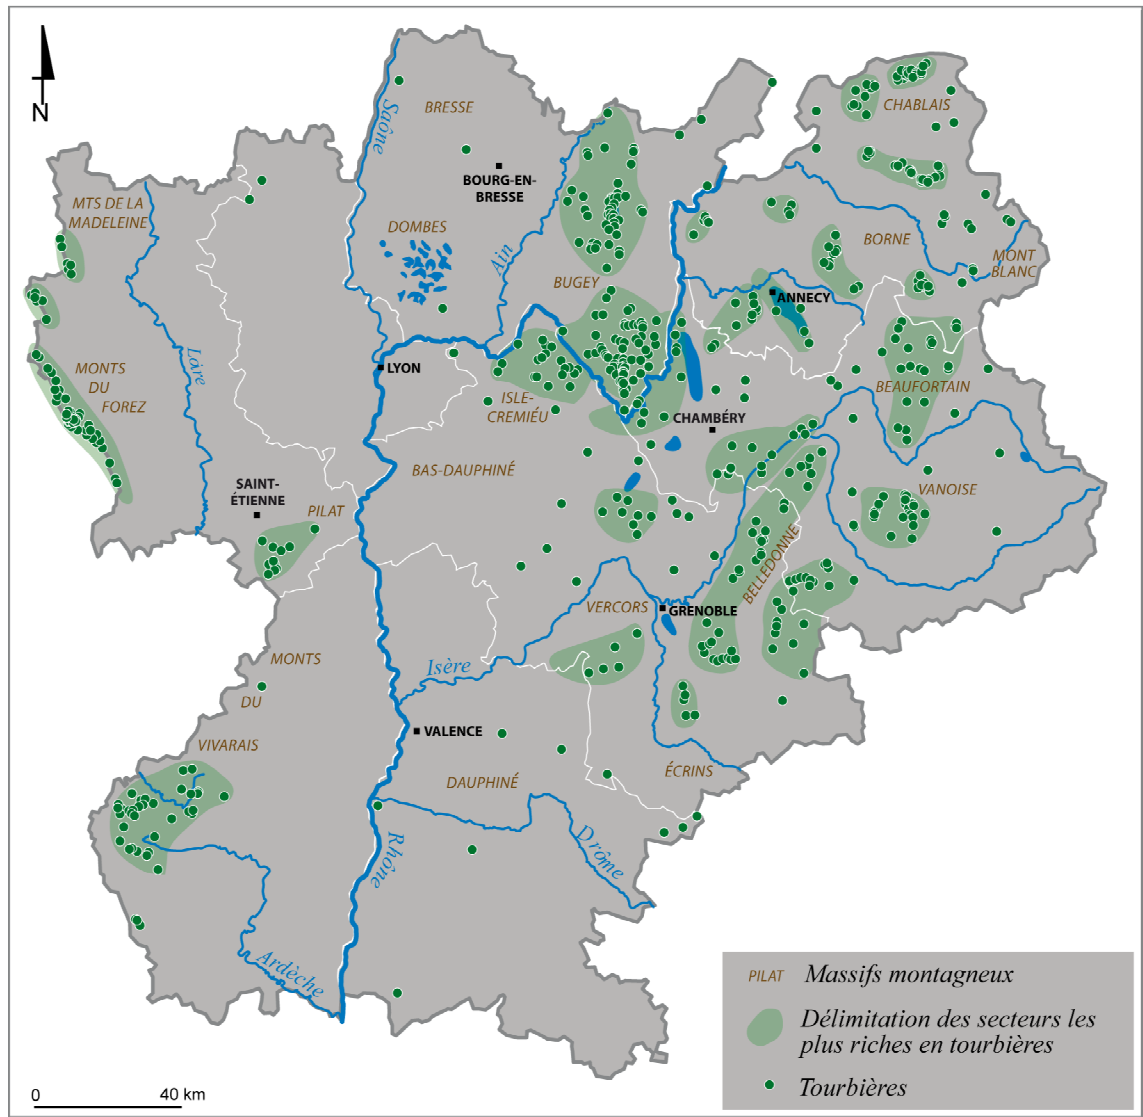 N
Saône
BRESSE
CHABLAIS
BOURG-EN-
BRESSE
MTS DE LA
MADELEINE
DOMBES
Ain
BORNE
MONT
BLANC
BUGEY
ANNECY
Loire
LYON
MONTS
DU
FOREZ
ISLE-
CREMIÉU
BEAUFORTAIN
CHAMBÉRY
BAS-DAUPHINÉ
SAINT-
ÉTIENNE
PILAT
VANOISE
BELLEDONNE
VERCORS
GRENOBLE
MONTS
DU
VIVARAIS
Isère
VALENCE
DAUPHINÉ
ÉCRINS
Rhône
Drôme
Ardèche
PILAT Massifs montagneux
Délimitation des secteurs les
plus riches en tourbières
Tourbières
0 40 km